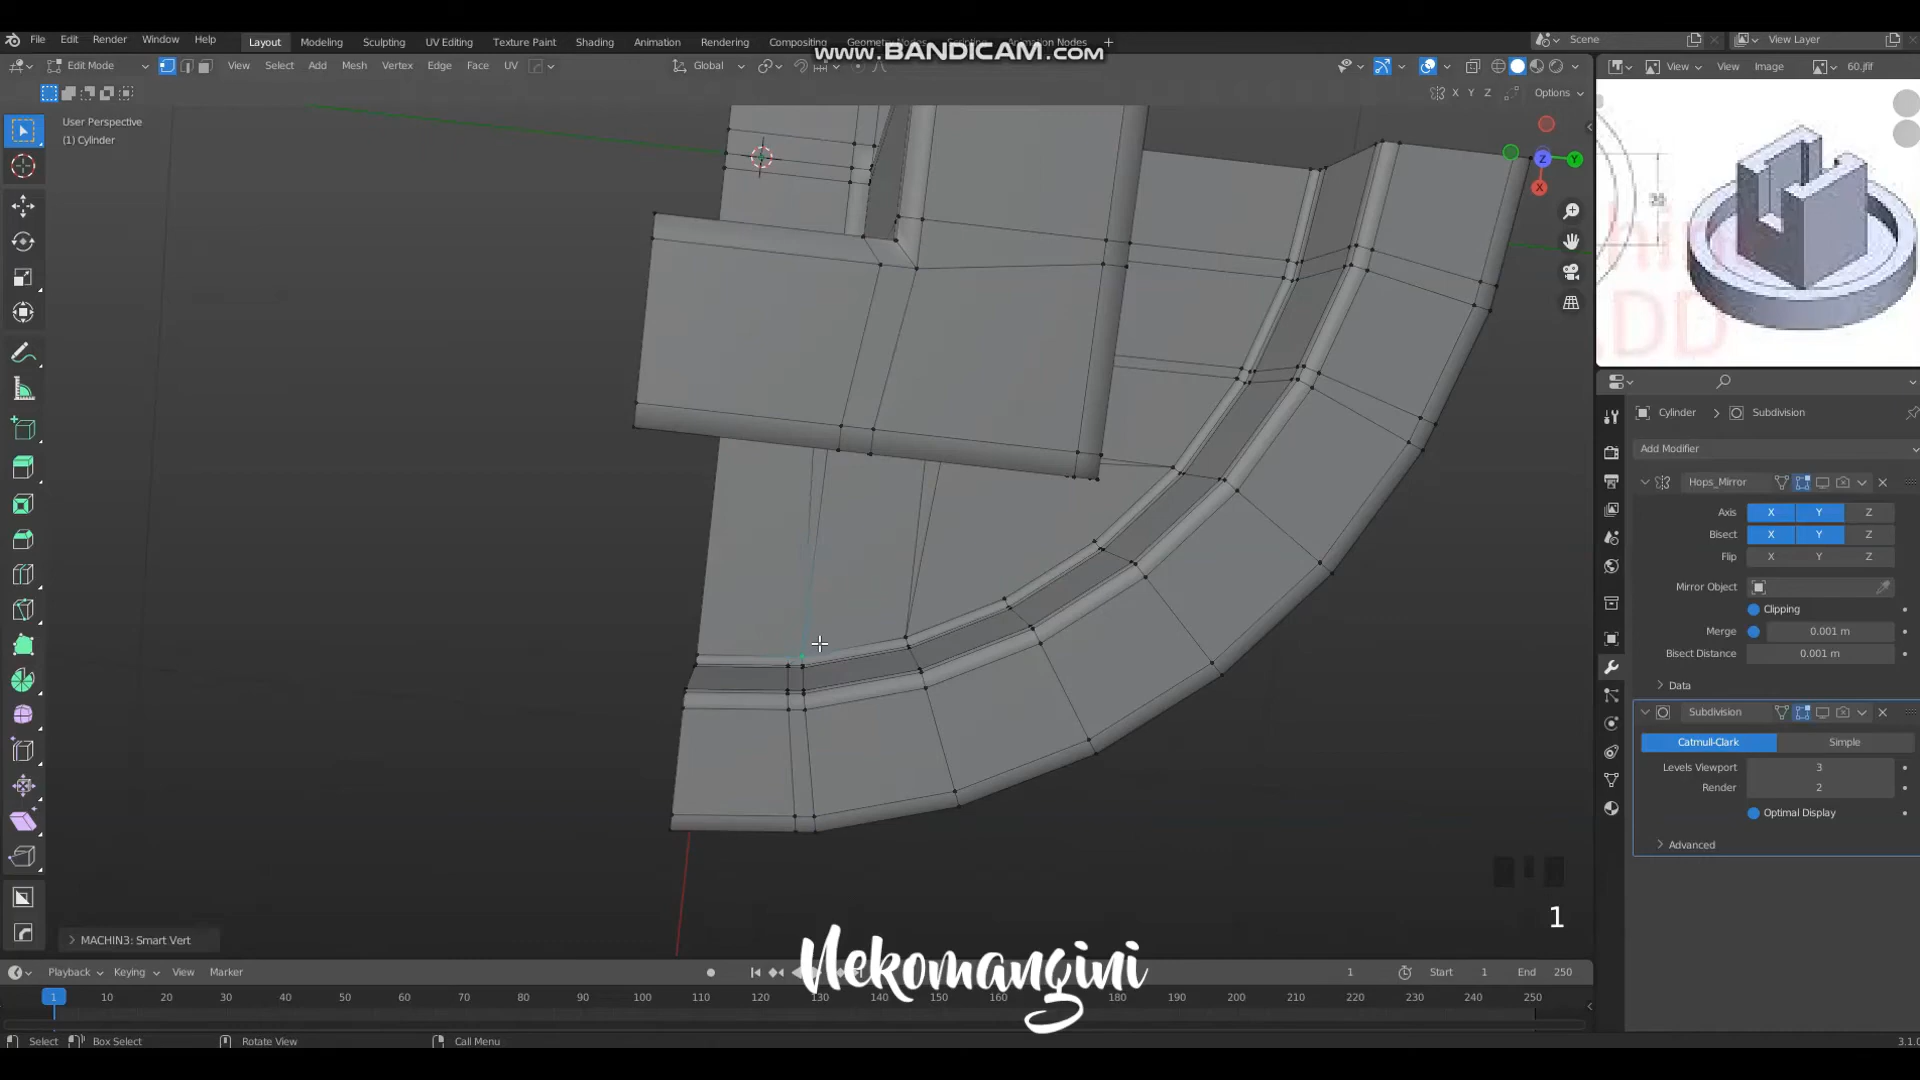 www.BANDICAM.com
File Edit Render Window Help
Layout Modeling Sculpting UV Editing Texture Paint Shading Animation Rendering Compositing Geometry Nodes Scripting Animation Nodes +
Scene View Layer
Edit Mode View Select Add Mesh Vertex Edge Face UV
Global
View View Image 60.jfif
X Y Z Options
User Perspective
(1) Cylinder
Z Y X
Cylinder > Subdivision
Add Modifier
Hops_Mirror
Axis X Y Z
Bisect X Y Z
Flip X Y Z
Mirror Object
Clipping
Merge 0.001 m
Bisect Distance 0.001 m
Data
Subdivision
Catmull-Clark Simple
Levels Viewport 3
Render 2
Optimal Display
Advanced
1
MACHIN3: Smart Vert
Nekomangini
Playback Keying View Marker
1 Start 1 End 250
1 10 20 30 40 50 60 70 80 90 100 110 120 130 140 150 160 170 180 190 200 210 220 230 240 250
Select Box Select Rotate View Call Menu
3.1.0